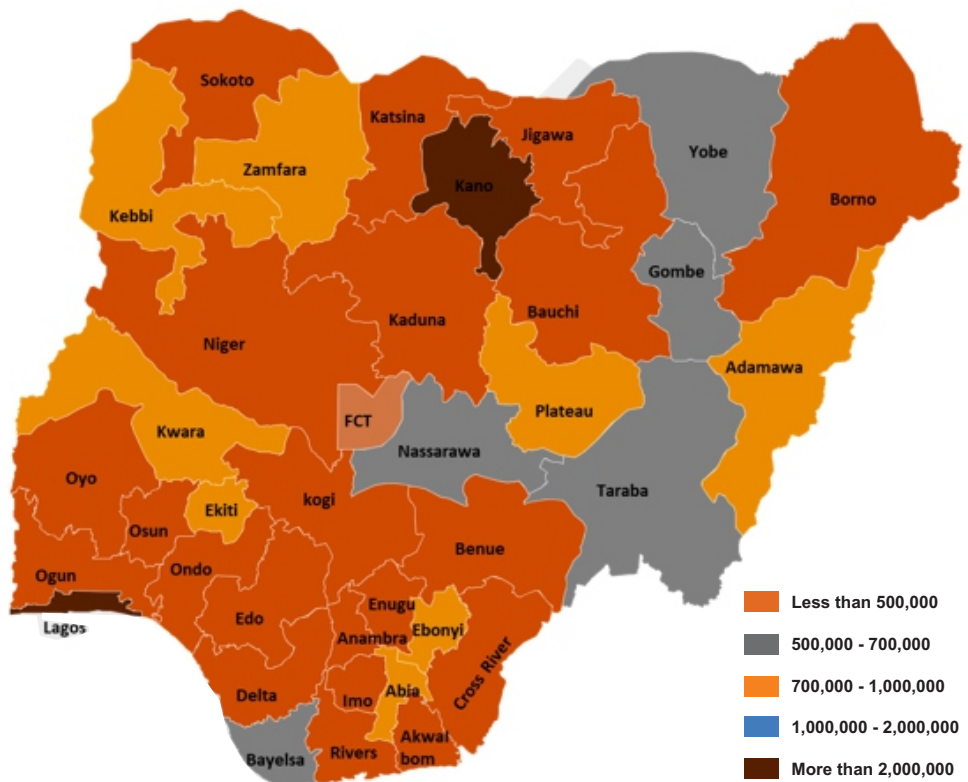 Sokoto
Katsina
Jigawa
Yobe
Zamfara
Kano
Borno
Kebbi
Gombe
Bauchi
Kaduna
Niger
Adamawa
Plateau
FCT
Kwara
Nassarawa
Oyo
Taraba
kogi
Ekiti
Osun
Benue
Ondo
Ogun
Enugu
Edo
Ebonyi
Lagos
Anambra
Cross River
Abia
Delta
Imo
Akwai
bom
Rivers
Bayelsa
Less than 500,000
500,000 - 700,000
700,000 - 1,000,000
1,000,000 - 2,000,000
More than 2,000,000